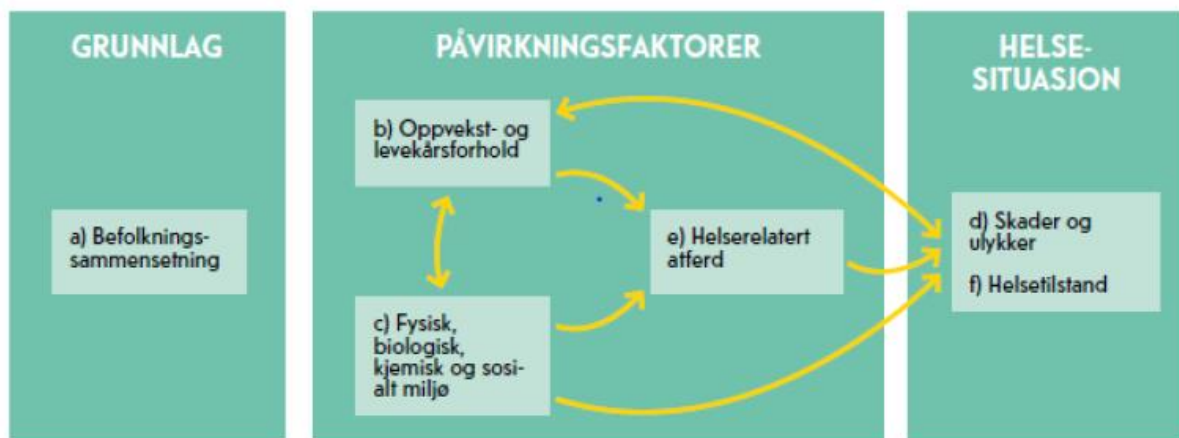 GRUNNLAG
a) Befolknings-
sammensetning
PÅVIRKNINGSFAKTORER
b) Oppvekst- og
levekårsforhold
c) Fysisk,
biologisk,
kjemisk og sosi-
alt miljø
e) Helserelatert
atferd
HELSE-
SITUASJON
d) Skader og
ulykker
f) Helsetilstand